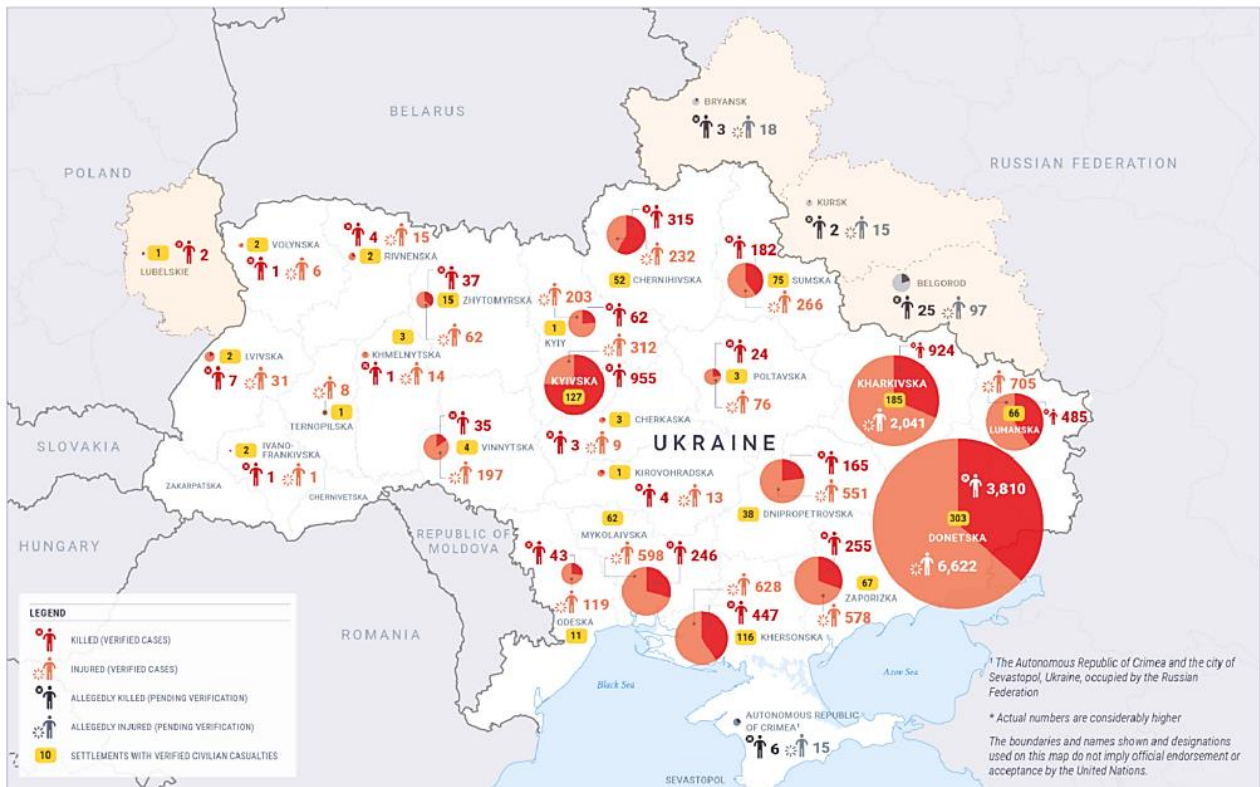 BELARUS
POLAND
RUSSIAN FEDERATION
BRYANSK
3 18
KURSK
2 15
BELGOROD
25 97
1 2
LUBELSKIE
2 VOLYNSKA
1 6
4 15
2 RIVNENSKA
37
15 ZHYTOMYRSKA
62
315
232
52 CHERNIHIVSKA
182
75 SUMSKA
266
203
62
1
KYIV
312
955
KYIVSKA
127
2 LVIVSKA
7 31
3
KHMELNYTSKA
1 14
8
1
TERNOPILSKA
24
3 POLTAVSKA
76
924
KHARKIVSKA
185
2,041
705
66
LUHANSKA
485
SLOVAKIA
2 IVANO-
FRANKIVSKA
1 1
ZAKARPATSKA
CHERNIVETSKA
35
4 VINNYTSKA
197
3 CHERKASKA
3 9
UKRAINE
1 KIROVOHRADSKA
4 13
165
551
38 DNIPROPETROVSKA
3,810
303
DONETSKA
6,622
HUNGARY
REPUBLIC OF
MOLDOVA
62
MYKOLAIVSKA
598 246
43
119
ODESKA
11
255
67
ZAPORIZKA
578
628
447
116 KHERSONSKA
ROMANIA
Black Sea
Azov Sea
AUTONOMOUS REPUBLIC
OF CRIMEA¹
6 15
SEVASTOPOL
LEGEND
KILLED (VERIFIED CASES)
INJURED (VERIFIED CASES)
ALLEGEDLY KILLED (PENDING VERIFICATION)
ALLEGEDLY INJURED (PENDING VERIFICATION)
10 SETTLEMENTS WITH VERIFIED CIVILIAN CASUALTIES
¹ The Autonomous Republic of Crimea and the city of
Sevastopol, Ukraine, occupied by the Russian
Federation
* Actual numbers are considerably higher
The boundaries and names shown and designations
used on this map do not imply official endorsement or
acceptance by the United Nations.